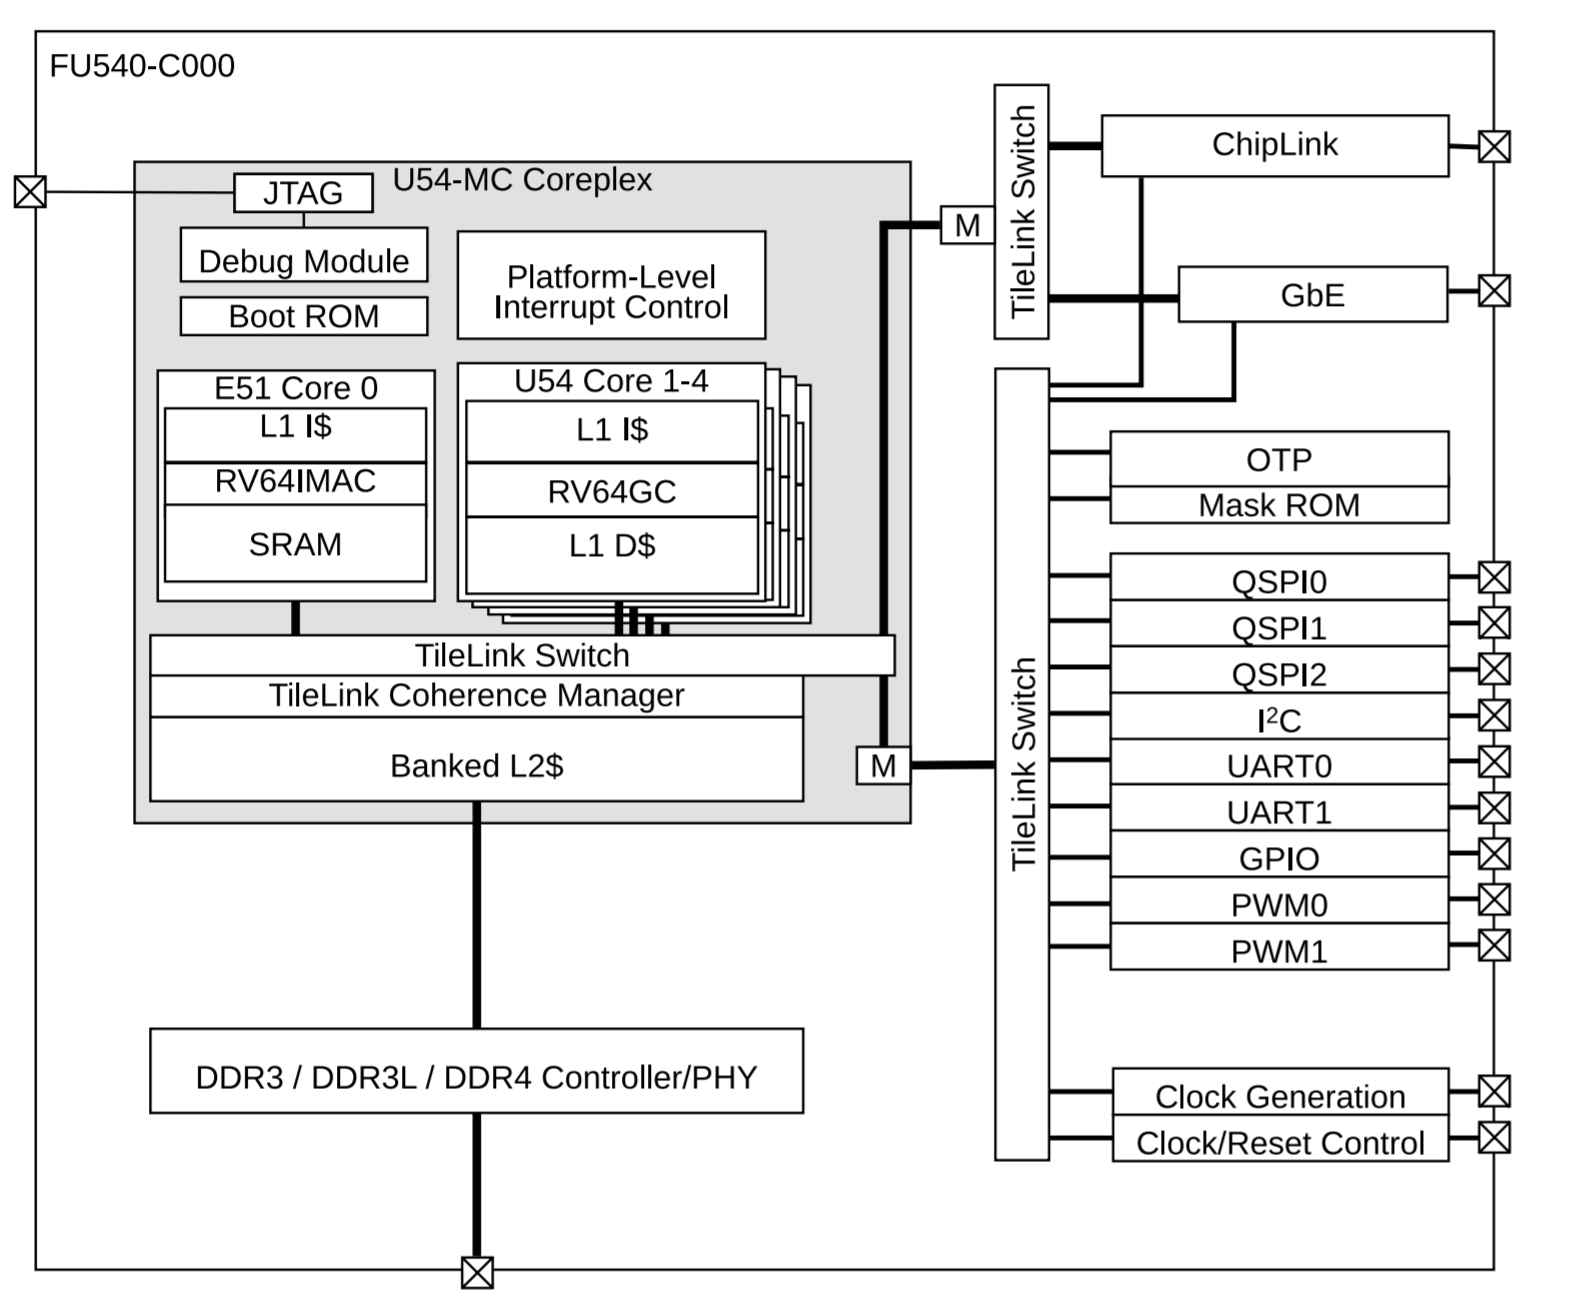 FU540-C000
U54-MC Coreplex
JTAG
Debug Module
Boot ROM
Platform-Level
Interrupt Control
E51 Core 0
L1 I$
RV64IMAC
SRAM
U54 Core 1-4
L1 I$
RV64GC
L1 D$
TileLink Switch
TileLink Coherence Manager
Banked L2$
M
M
DDR3 / DDR3L / DDR4 Controller/PHY
TileLink Switch
ChipLink
GbE
TileLink Switch
OTP
Mask ROM
QSPI0
QSPI1
QSPI2
I²C
UART0
UART1
GPIO
PWM0
PWM1
Clock Generation
Clock/Reset Control